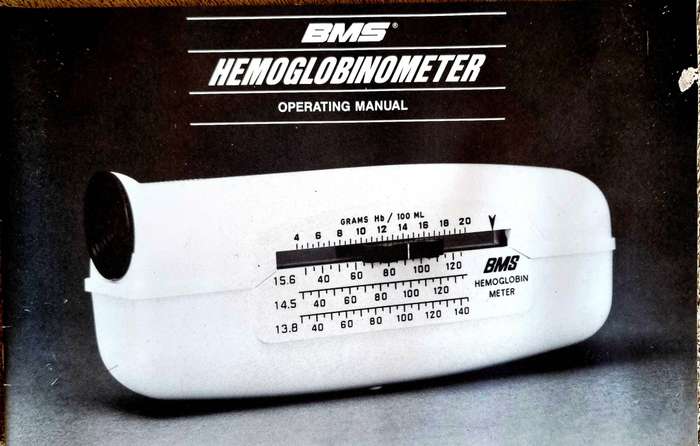 BMS®
HEMOGLOBINOMETER
OPERATING MANUAL
GRAMS Hb / 100 ML
4 6 8 10 12 14 16 18 20
15.6 40 60 80 100 120
14.5 40 60 80 100 120
13.8 40 60 80 100 120 140
BMS
HEMOGLOBIN
METER